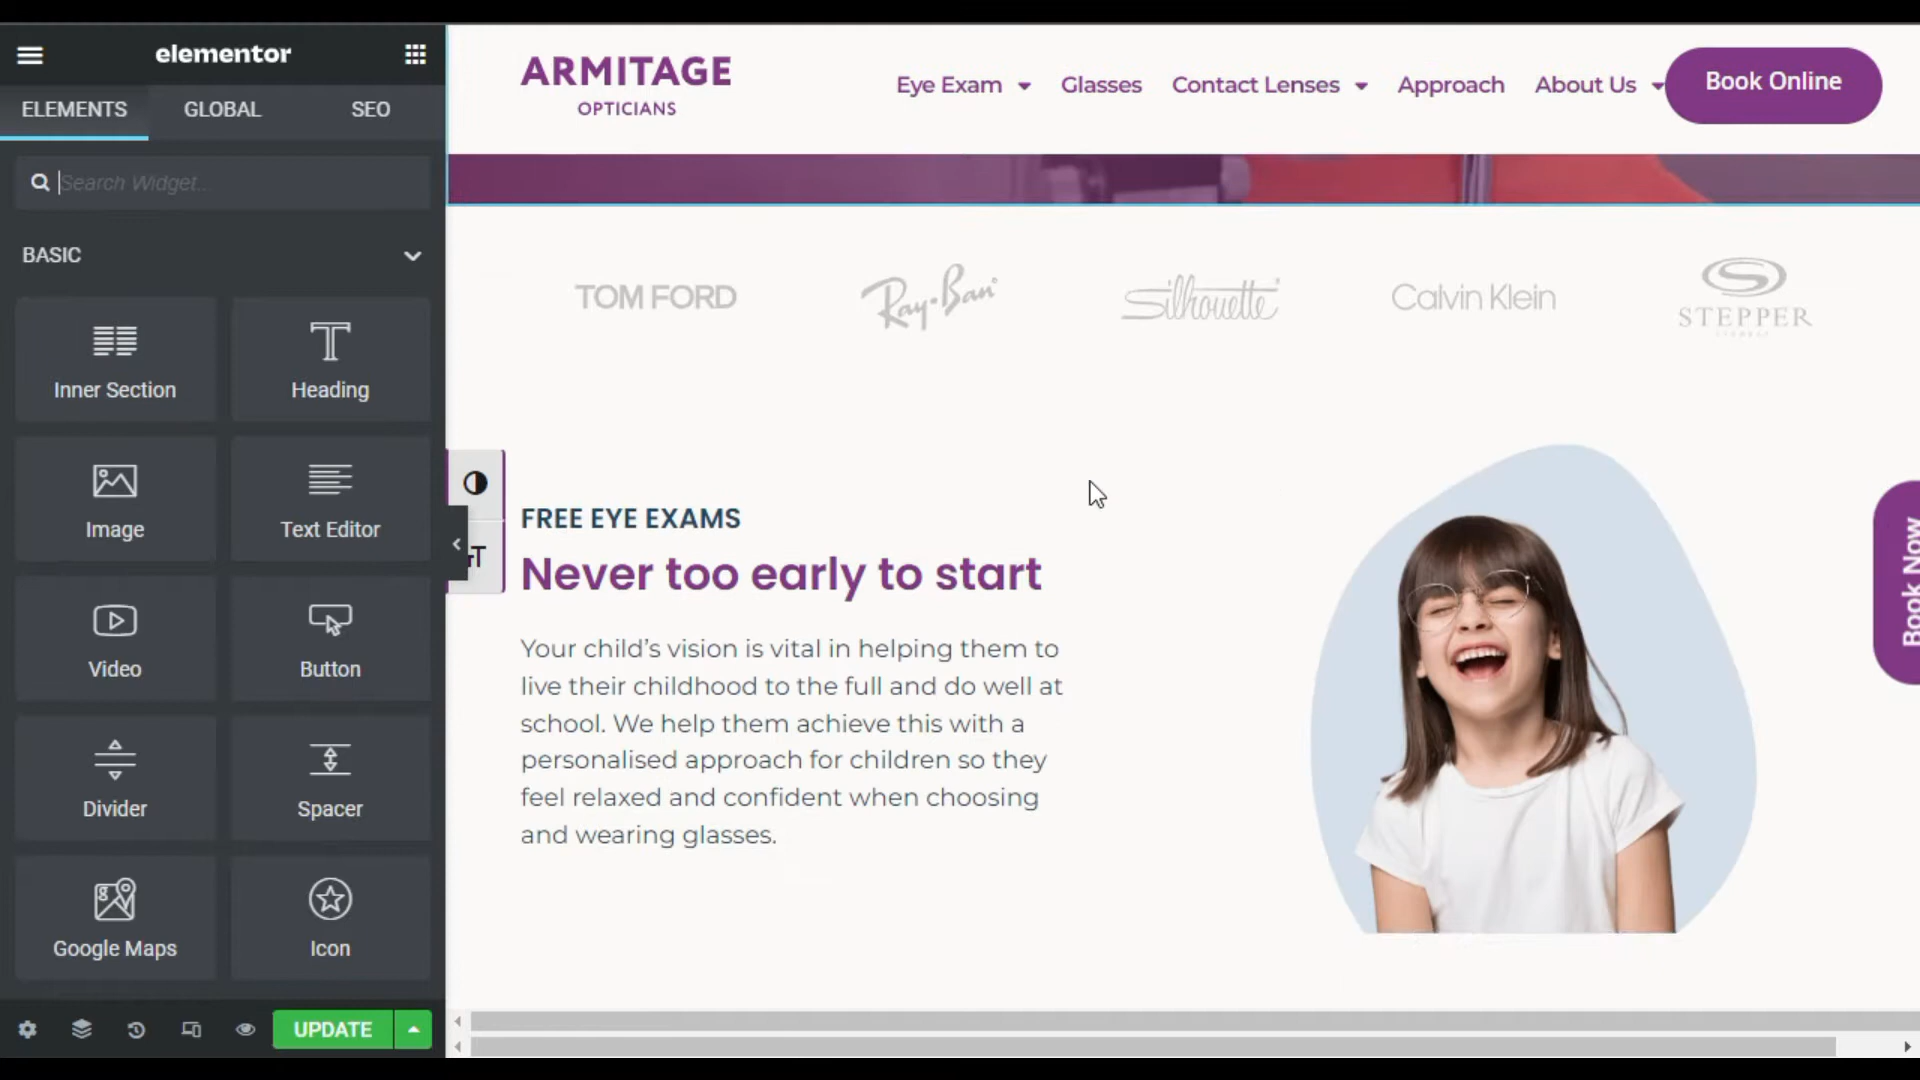 elementor
ELEMENTS GLOBAL SEO
Search Widget...
BASIC
Inner Section
Heading
Image
Text Editor
Video
Button
Divider
Spacer
Google Maps
Icon
UPDATE
ARMITAGE
OPTICIANS
Eye Exam Glasses Contact Lenses Approach About Us Book Online
TOM FORD
Ray-Ban
Silhouette
Calvin Klein
STEPPER
FREE EYE EXAMS
Never too early to start
Your child’s vision is vital in helping them to
live their childhood to the full and do well at
school. We help them achieve this with a
personalised approach for children so they
feel relaxed and confident when choosing
and wearing glasses.
Book Now